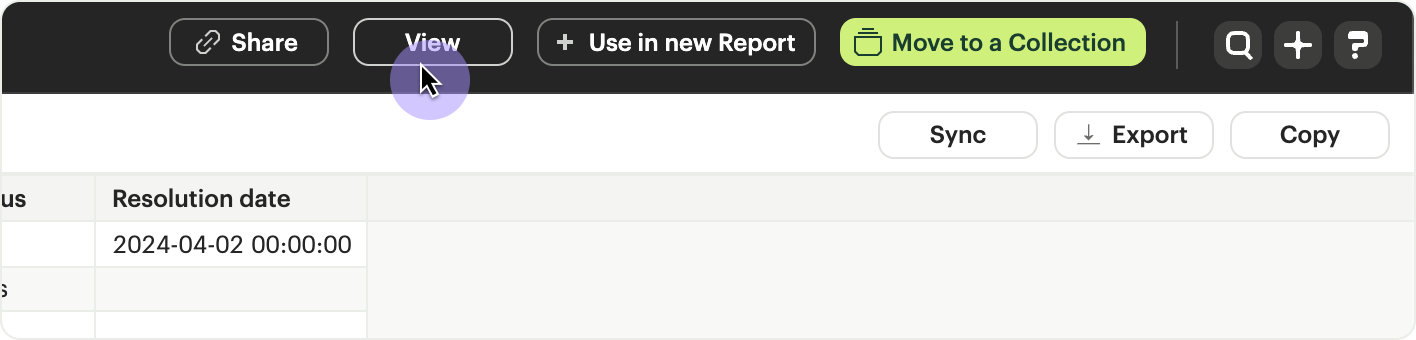 Share View + Use in new Report Move to a Collection ?
Sync Export Copy
us Resolution date
2024-04-02 00:00:00
s